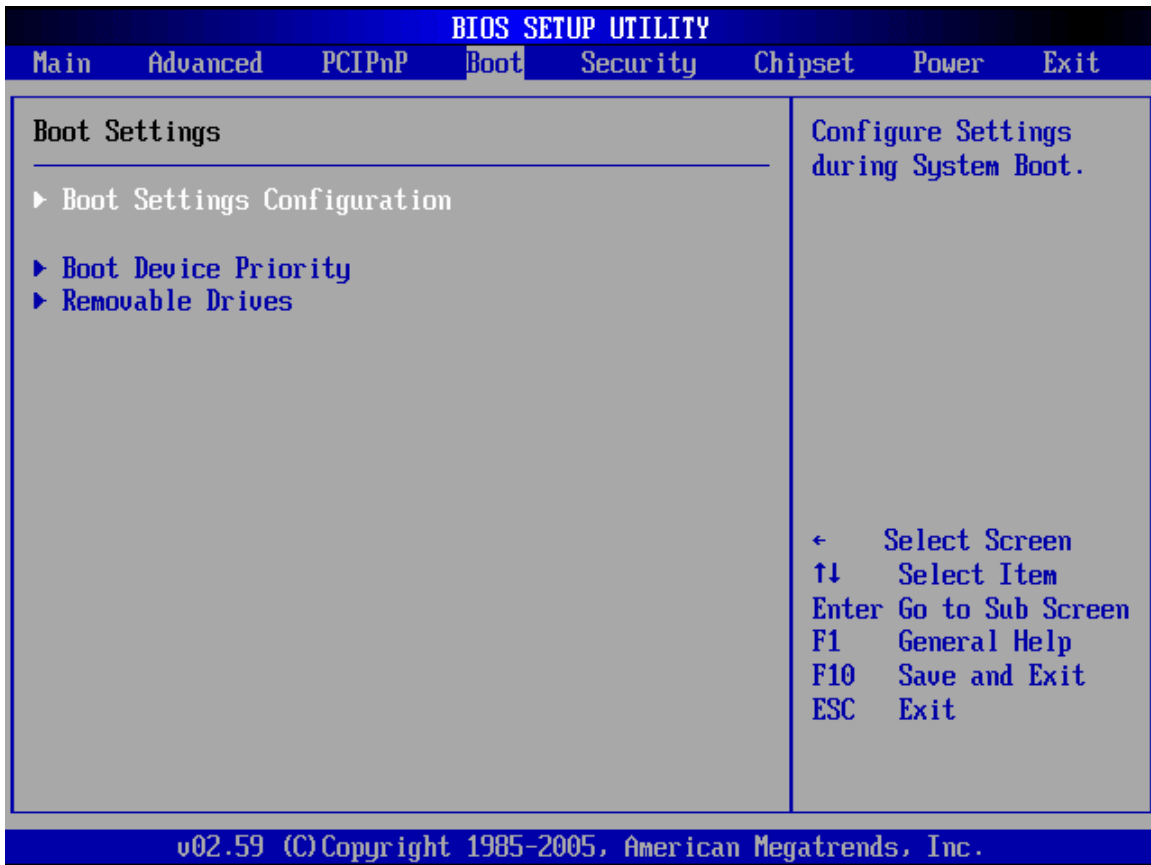 BIOS SETUP UTILITY
Main Advanced PCIPnP Boot Security Chipset Power Exit
Boot Settings
▶ Boot Settings Configuration
▶ Boot Device Priority
▶ Removable Drives
Configure Settings
during System Boot.
← Select Screen
↑↓ Select Item
Enter Go to Sub Screen
F1 General Help
F10 Save and Exit
ESC Exit
v02.59 (C)Copyright 1985-2005, American Megatrends, Inc.